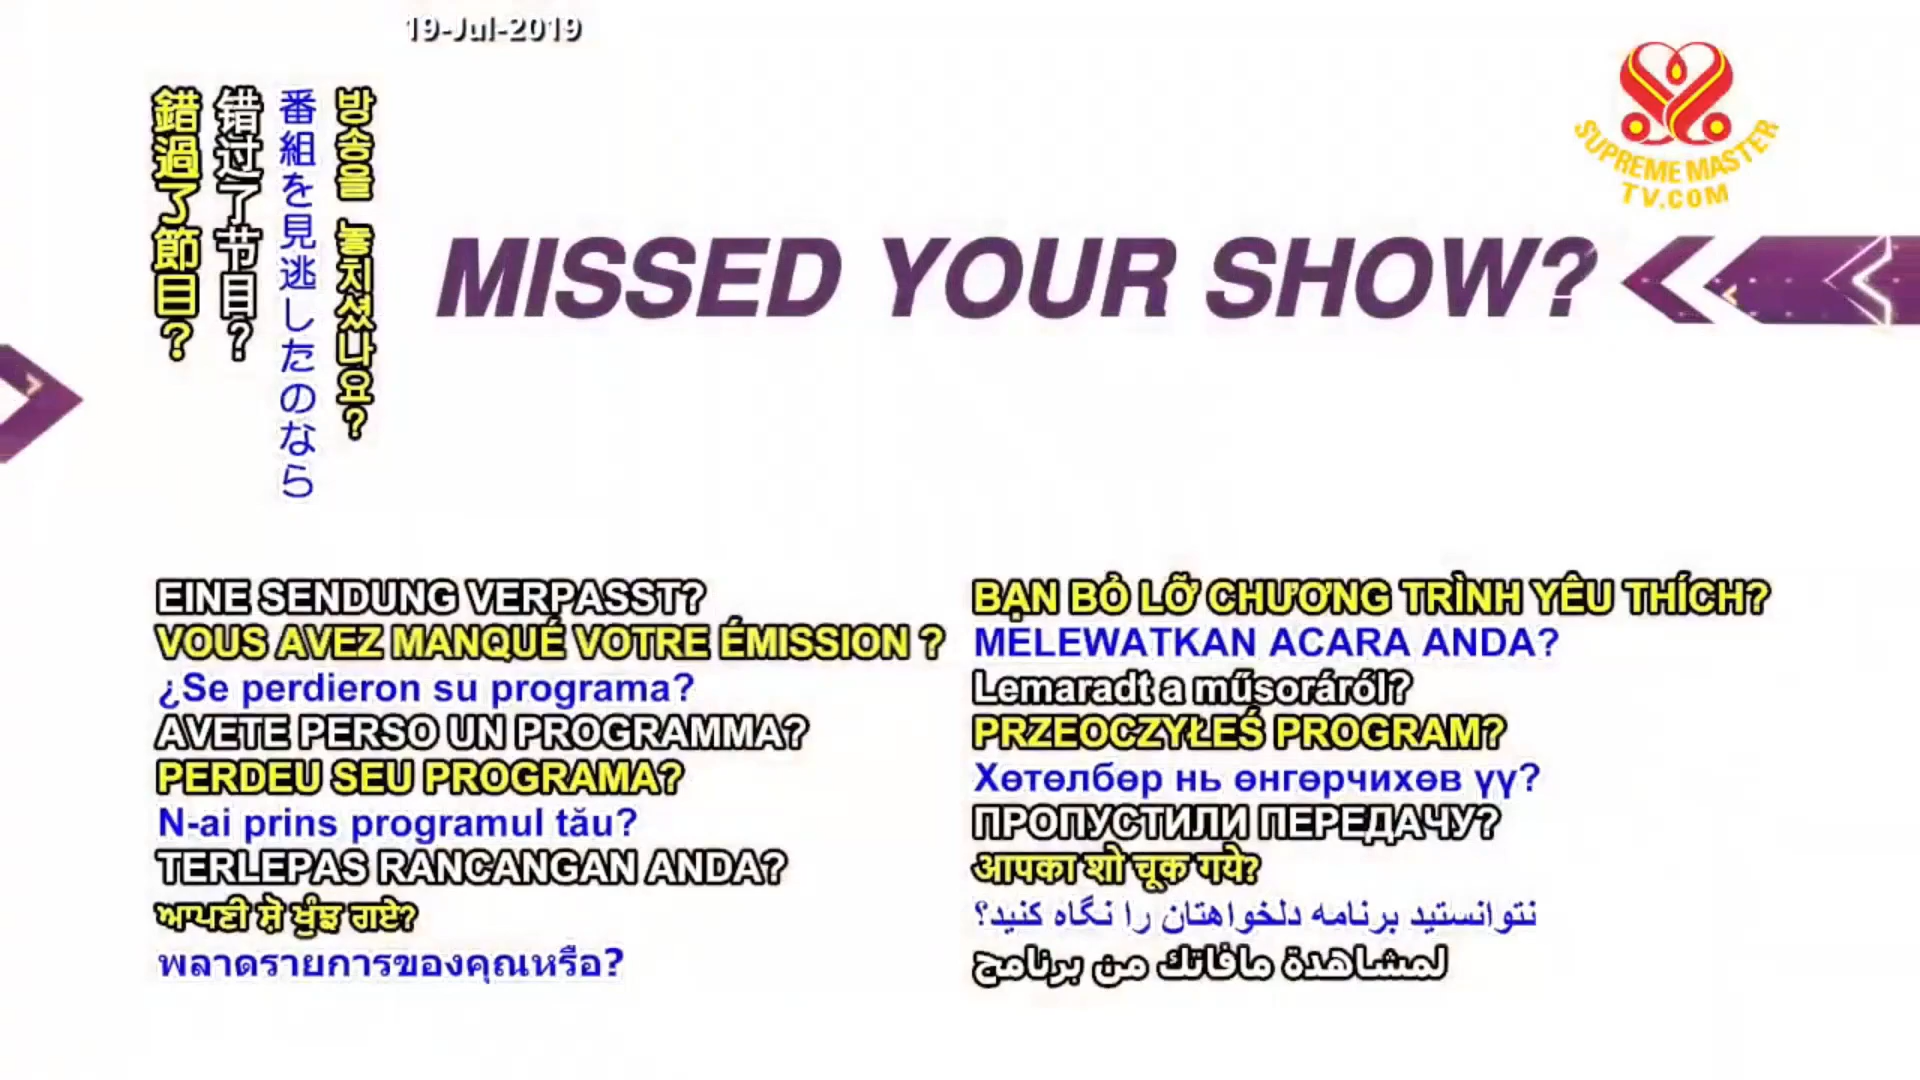 19-Jul-2019
SUPREME MASTER
TV.COM
錯過了節目？
错过了节目？
番組を見逃したのなら
방송을 놓치셨나요?
MISSED YOUR SHOW?
EINE SENDUNG VERPASST?
VOUS AVEZ MANQUÉ VOTRE ÉMISSION ?
¿Se perdieron su programa?
AVETE PERSO UN PROGRAMMA?
PERDEU SEU PROGRAMA?
N-ai prins programul tău?
TERLEPAS RANCANGAN ANDA?
ਆਪਣੀ ਸ਼ੋ ਖੁੰਝ ਗਏ?
พลาดรายการของคุณหรือ?
BẠN BỎ LỠ CHƯƠNG TRÌNH YÊU THÍCH?
MELEWATKAN ACARA ANDA?
Lemaradt a műsoráról?
PRZEOCZYŁEŚ PROGRAM?
Хөтөлбөр нь өнгөрчихөв үү?
ПРОПУСТИЛИ ПЕРЕДАЧУ?
आपका शो चूक गये?
نتوانستید برنامه دلخواهتان را نگاه کنید؟
لمشاهدة مافاتك من برنامج